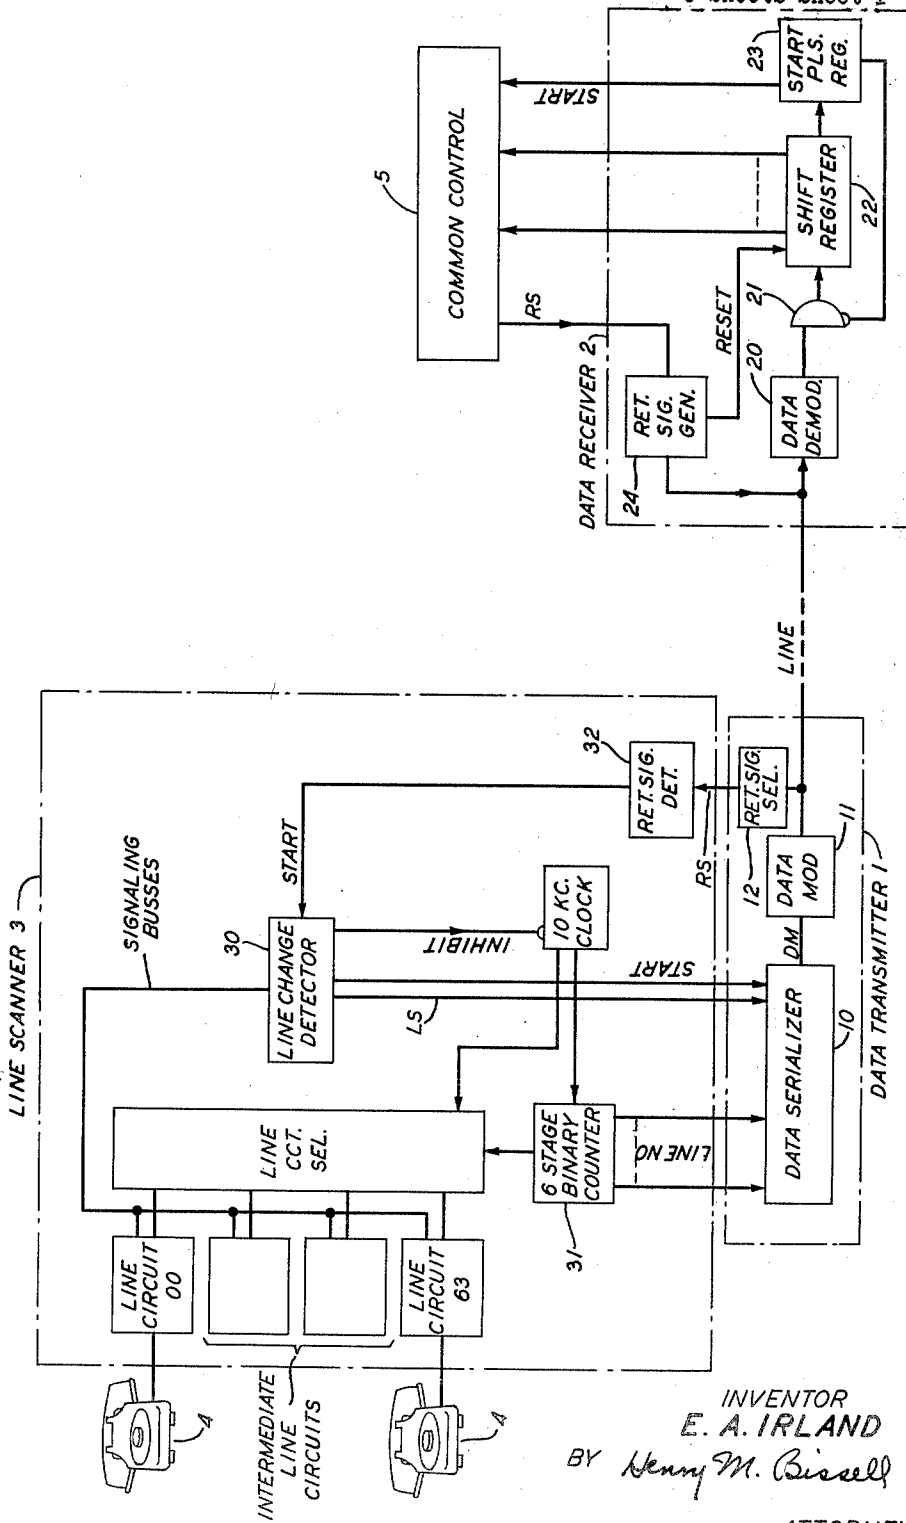 LINE SCANNER 3
SIGNALING
BUSSES
START
30
LINE CHANGE
DETECTOR
32
RET. SIG.
DET.
INHIBIT
10 KC.
CLOCK
LS
START
LINE
CCT.
SEL.
6 STAGE
BINARY
COUNTER
31
LINE NO
LINE
CIRCUIT
00
LINE
CIRCUIT
63
4
4
INTERMEDIATE
LINE
CIRCUITS
RS
RET. SIG.
SEL.
12
DATA
MOD
11
DM
DATA SERIALIZER
10
DATA TRANSMITTER 1
LINE
5
COMMON CONTROL
RS
START
DATA RECEIVER 2
24
RET.
SIG.
GEN.
RESET
20
DATA
DEMOD.
21
SHIFT
REGISTER
22
23
START
PLS.
REG.
INVENTOR
E. A. IRLAND
BY Henry M. Bissell